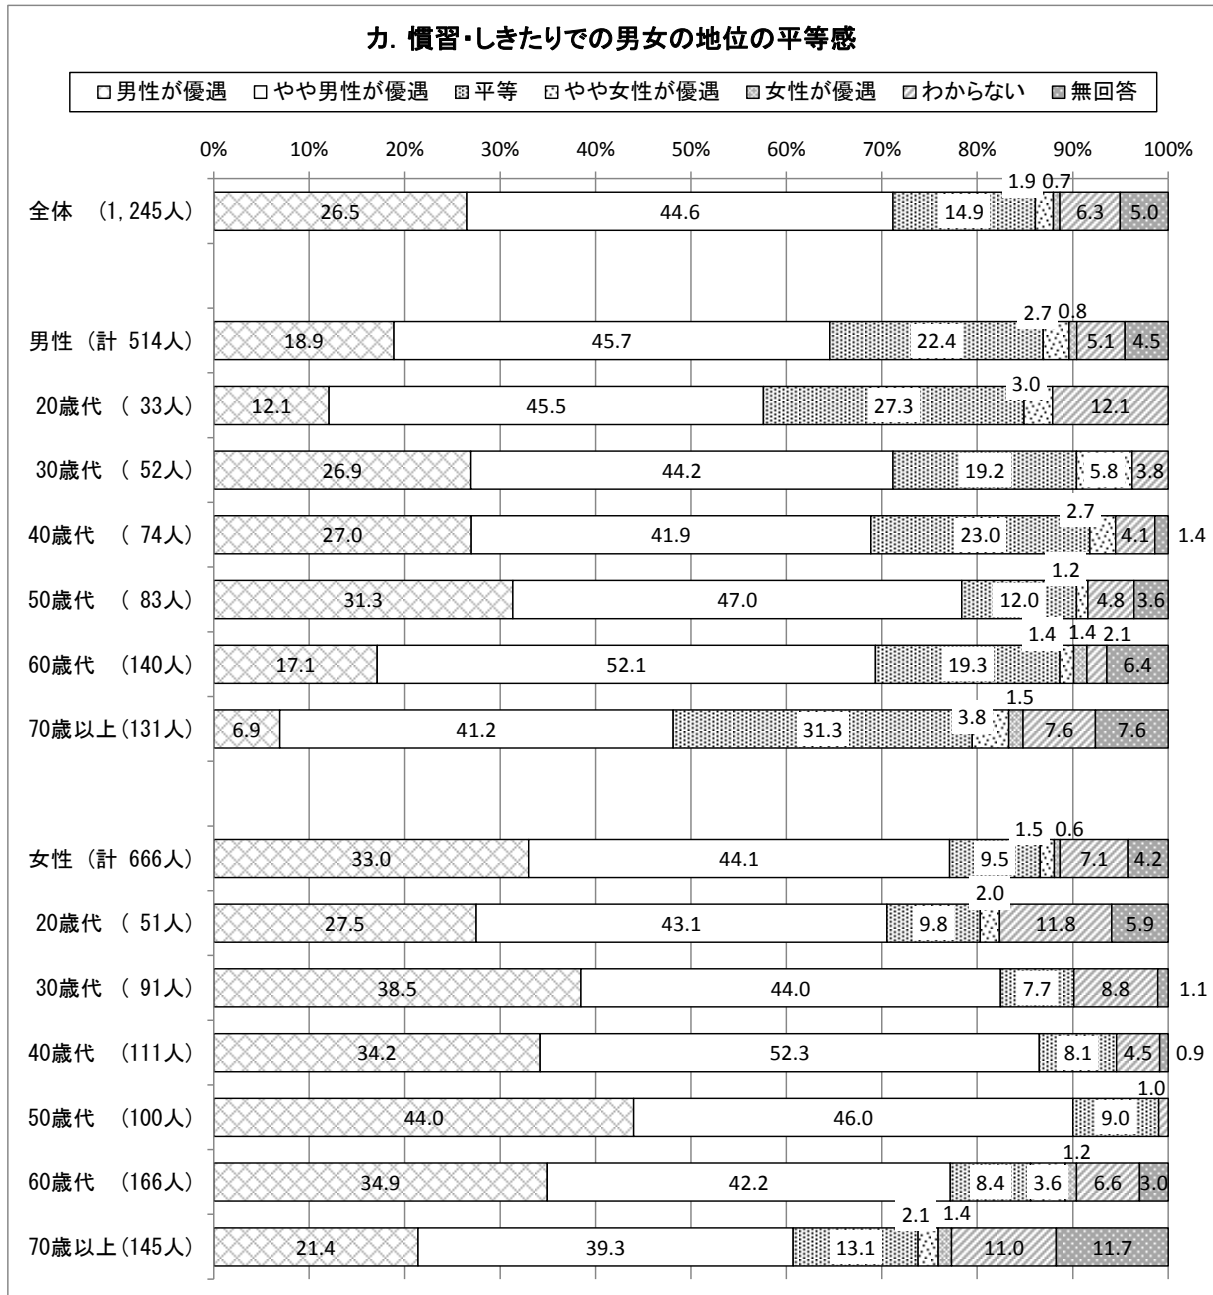 カ．慣習・しきたりでの男女の地位の平等感
男性が優遇 やや男性が優遇 平等 やや女性が優遇 女性が優遇 わからない 無回答
0% 10% 20% 30% 40% 50% 60% 70% 80% 90% 100%
全体 (1,245人) 26.5 44.6 14.9 1.9 0.7 6.3 5.0
男性 (計 514人) 18.9 45.7 22.4 2.7 0.8 5.1 4.5
20歳代 ( 33人) 12.1 45.5 27.3 3.0 12.1
30歳代 ( 52人) 26.9 44.2 19.2 5.8 3.8
40歳代 ( 74人) 27.0 41.9 23.0 2.7 4.1 1.4
50歳代 ( 83人) 31.3 47.0 12.0 1.2 4.8 3.6
60歳代 (140人) 17.1 52.1 19.3 1.4 1.4 2.1 6.4
70歳以上(131人) 6.9 41.2 31.3 3.8 1.5 7.6 7.6
女性 (計 666人) 33.0 44.1 9.5 1.5 0.6 7.1 4.2
20歳代 ( 51人) 27.5 43.1 9.8 2.0 11.8 5.9
30歳代 ( 91人) 38.5 44.0 7.7 8.8 1.1
40歳代 (111人) 34.2 52.3 8.1 4.5 0.9
50歳代 (100人) 44.0 46.0 9.0 1.0
60歳代 (166人) 34.9 42.2 8.4 3.6 1.2 6.6 3.0
70歳以上(145人) 21.4 39.3 13.1 2.1 1.4 11.0 11.7